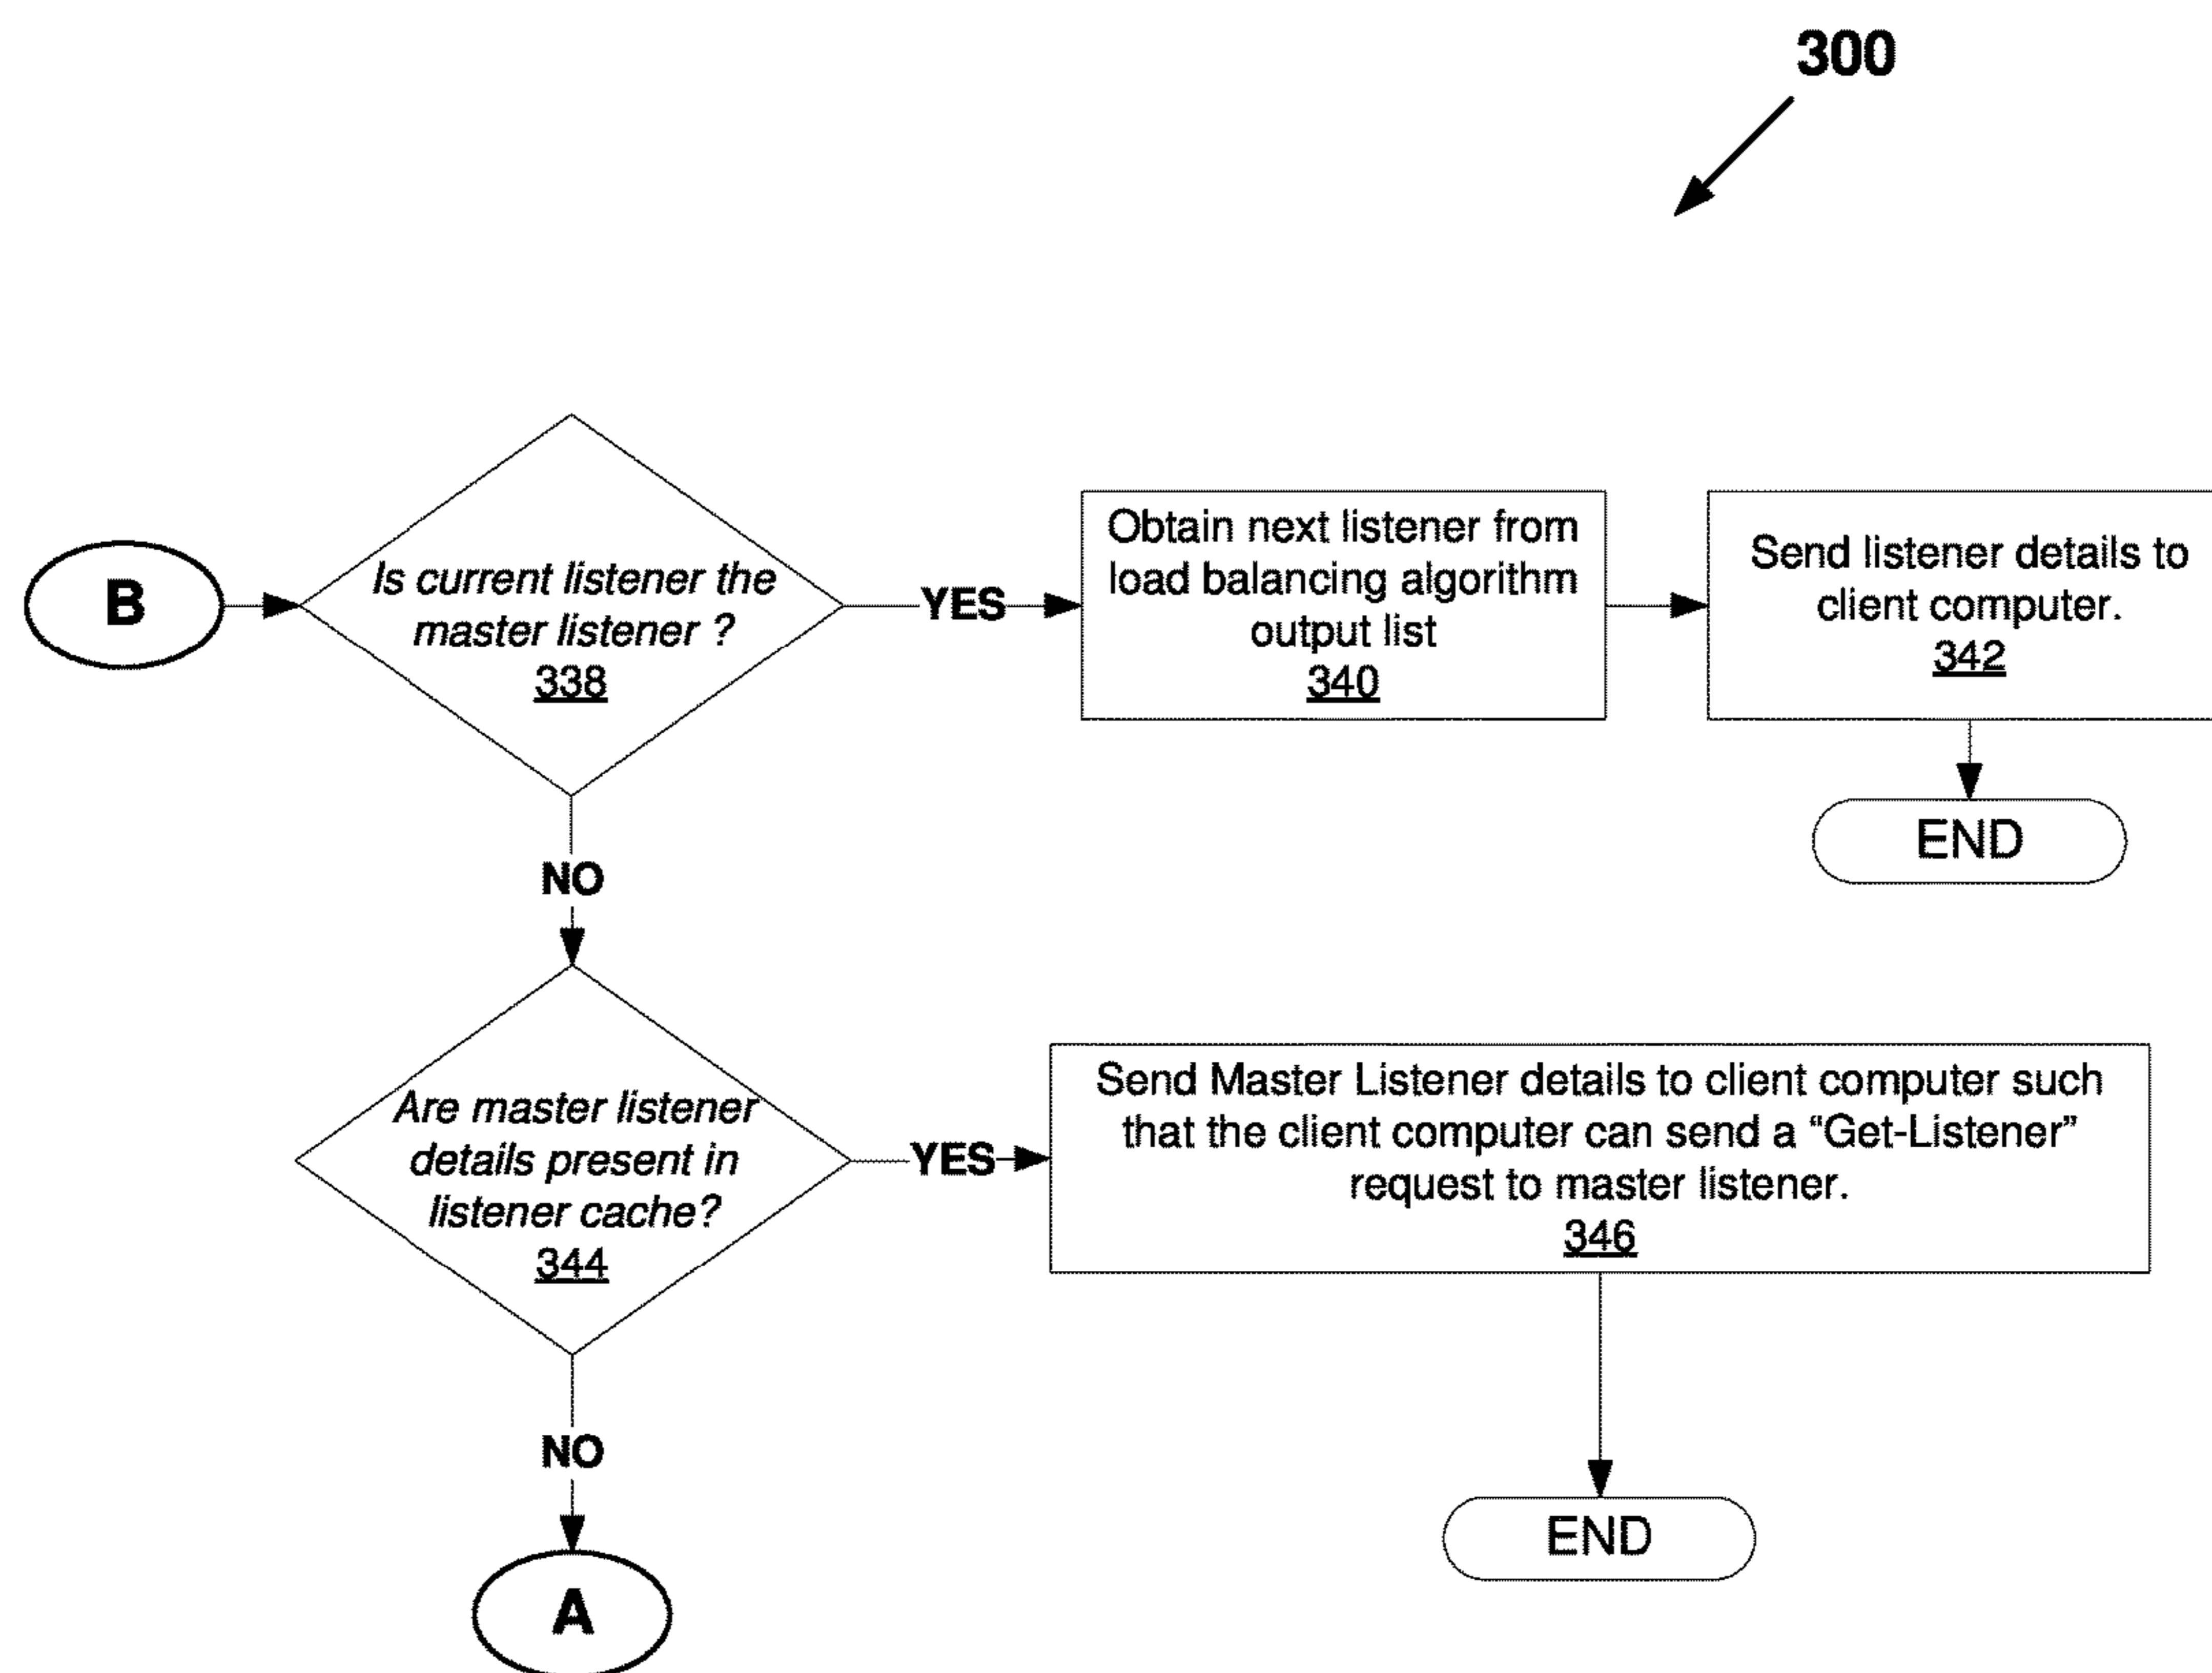 300
B
Is current listener the
master listener ?
338
YES
Obtain next listener from
load balancing algorithm
output list
340
Send listener details to
client computer.
342
END
NO
Are master listener
details present in
listener cache?
344
YES
Send Master Listener details to client computer such
that the client computer can send a “Get-Listener”
request to master listener.
346
END
NO
A